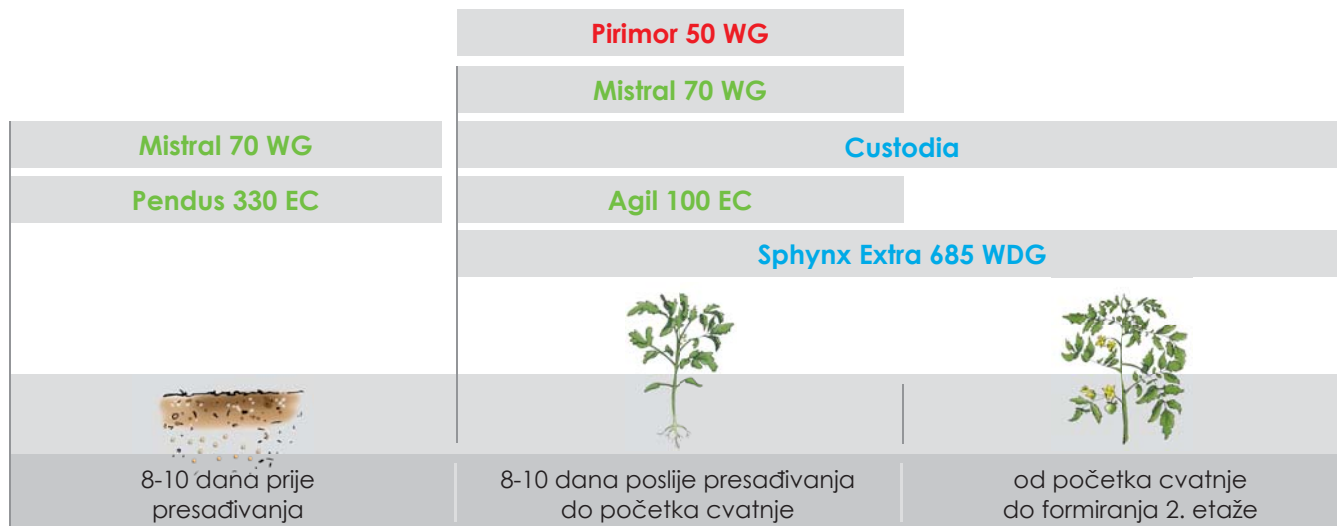 Pirimor 50 WG
Mistral 70 WG
Mistral 70 WG
Custodia
Pendus 330 EC
Agil 100 EC
Sphynx Extra 685 WDG
8-10 dana prije
presađivanja
8-10 dana poslije presađivanja
do početka cvatnje
od početka cvatnje
do formiranja 2. etaže